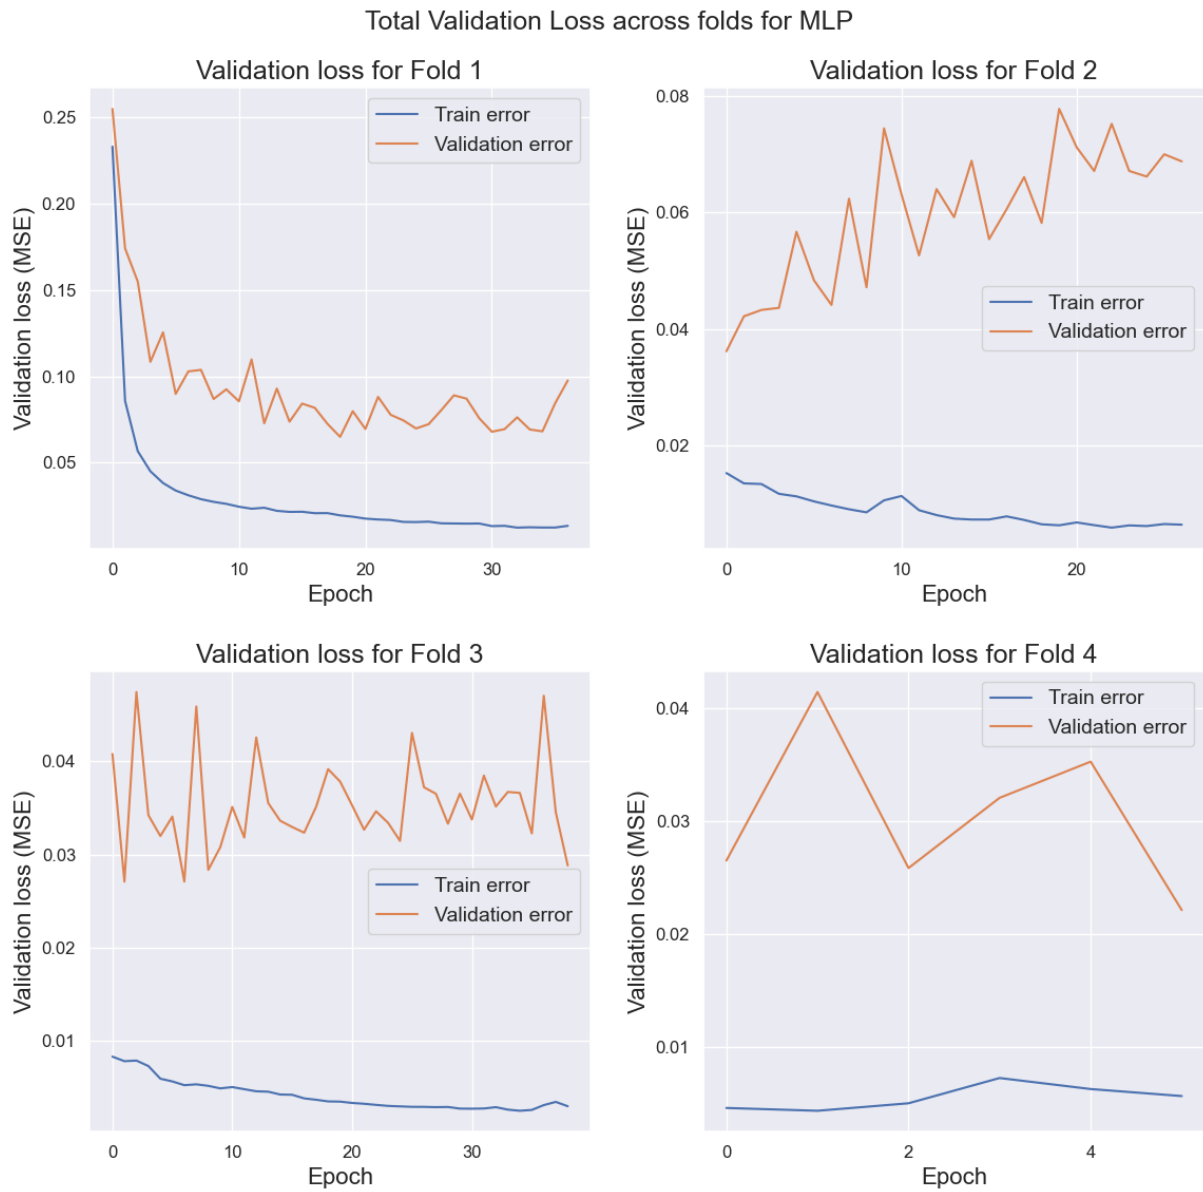 Total Validation Loss across folds for MLP
Validation loss for Fold 1
Validation loss (MSE)
0.25
0.20
0.15
0.10
0.05
Train error
Validation error
0
10
20
30
Epoch
Validation loss for Fold 2
Validation loss (MSE)
0.08
0.06
0.04
0.02
Train error
Validation error
0
10
20
Epoch
Validation loss for Fold 3
Validation loss (MSE)
0.04
0.03
0.02
0.01
Train error
Validation error
0
10
20
30
Epoch
Validation loss for Fold 4
Validation loss (MSE)
0.04
0.03
0.02
0.01
Train error
Validation error
0
2
4
Epoch